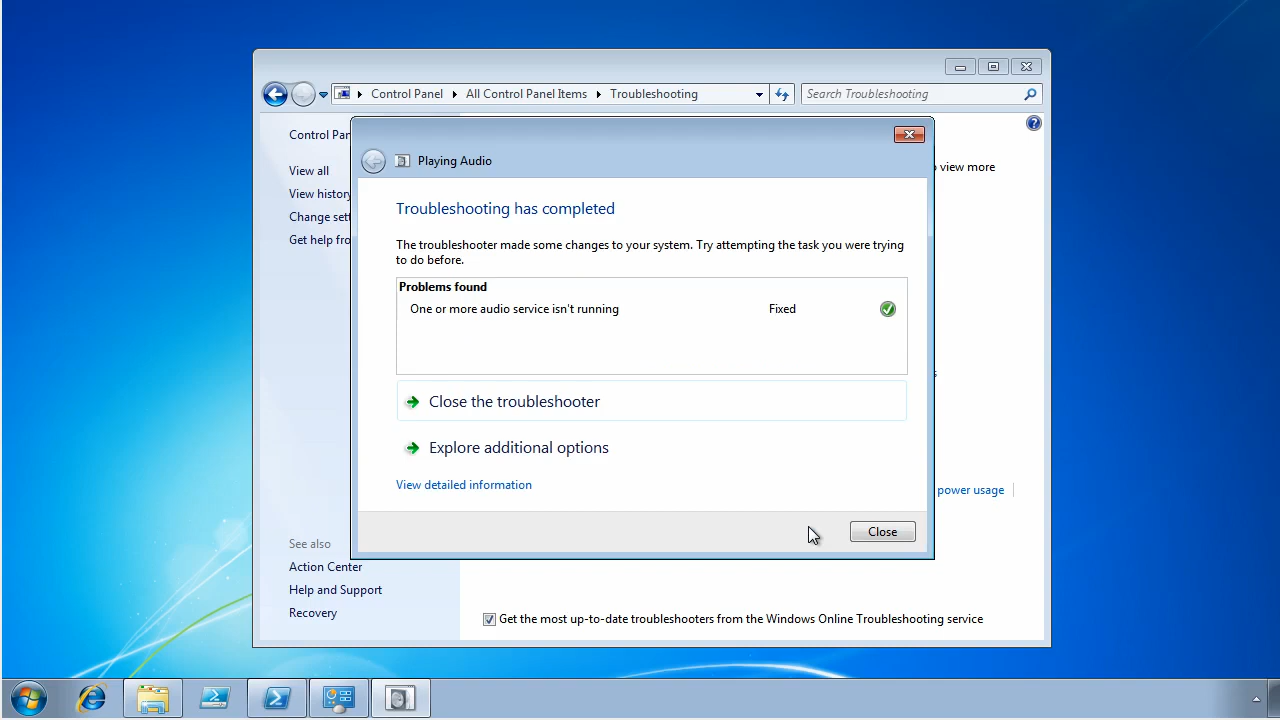 Control Panel
All Control Panel Items
Troubleshooting
Search Troubleshooting
Control Pan
View all
View history
Change sett
Get help fro
view more
Playing Audio
Troubleshooting has completed
The troubleshooter made some changes to your system. Try attempting the task you were trying
to do before.
Problems found
One or more audio service isn't running Fixed
Close the troubleshooter
Explore additional options
View detailed information
power usage
Close
See also
Action Center
Help and Support
Recovery
Get the most up-to-date troubleshooters from the Windows Online Troubleshooting service